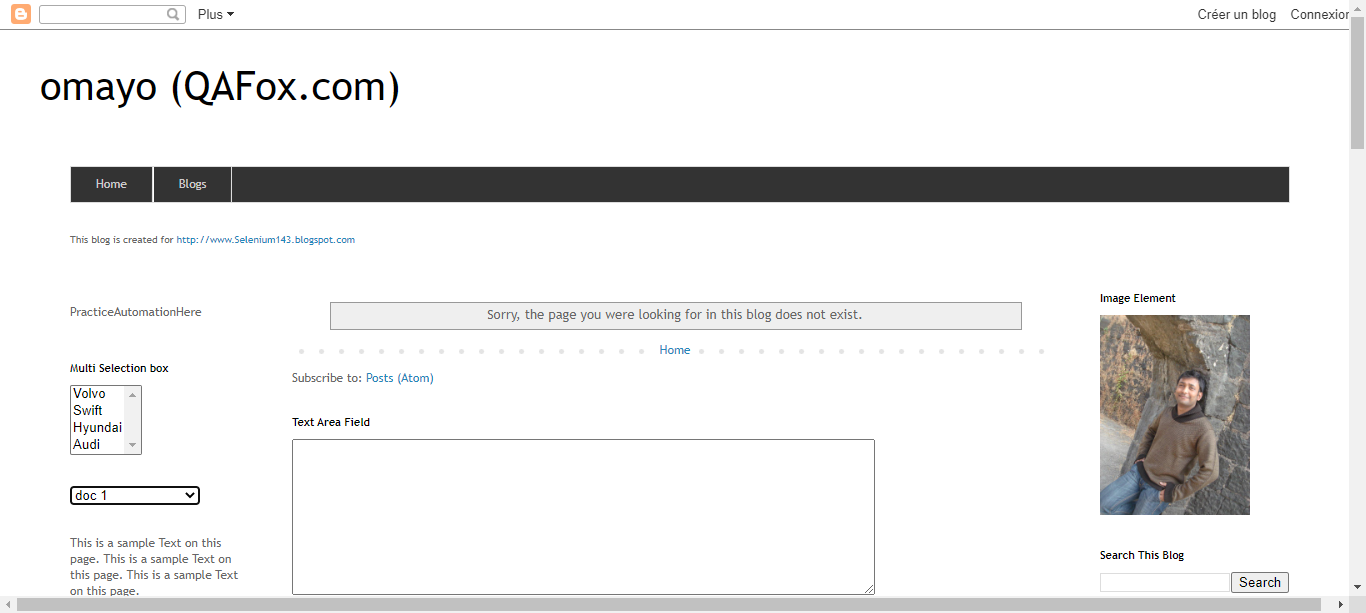 Plus
Créer un blog
Connexion
omayo (QAFox.com)
Home
Blogs
This blog is created for http://www.Selenium143.blogspot.com
PracticeAutomationHere
Multi Selection box
Volvo
Swift
Hyundai
Audi
doc 1
This is a sample Text on this
page. This is a sample Text on
this page. This is a sample Text
on this page.
Sorry, the page you were looking for in this blog does not exist.
Home
Subscribe to: Posts (Atom)
Text Area Field
Image Element
Search This Blog
Search